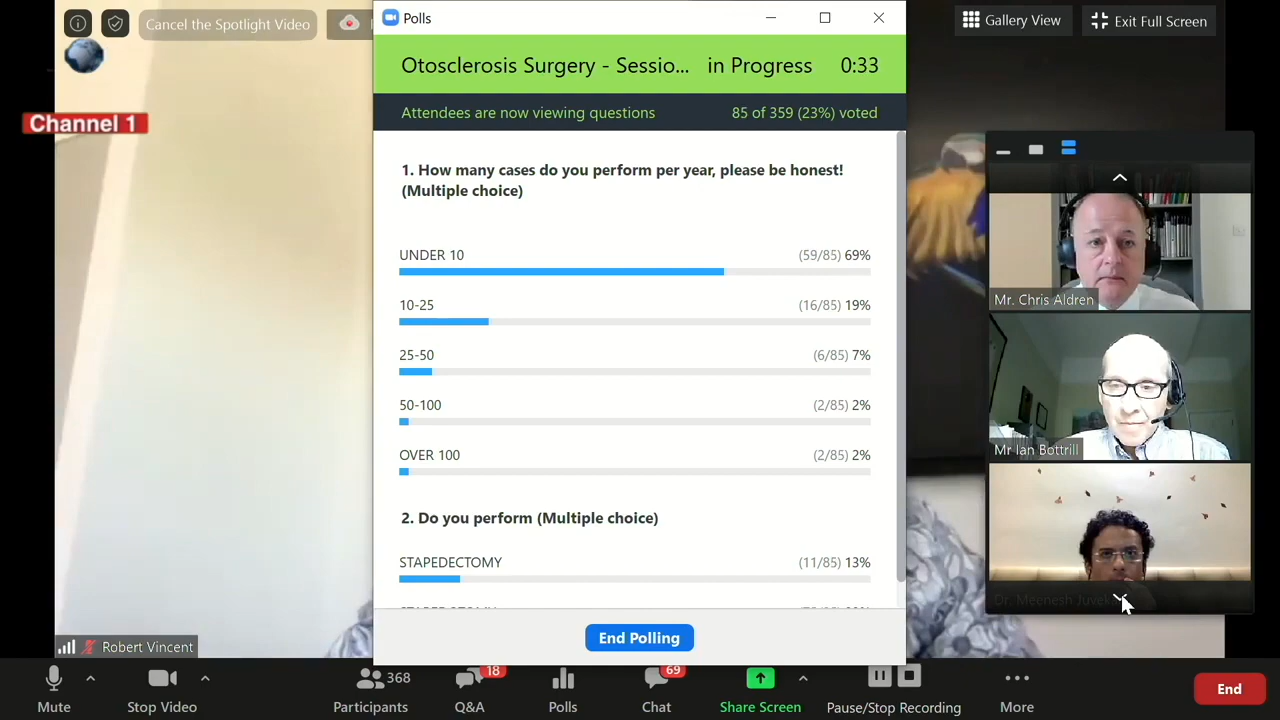 Cancel the Spotlight Video
Polls
Gallery View
Exit Full Screen
Otosclerosis Surgery - Sessio... in Progress 0:33
Attendees are now viewing questions 85 of 359 (23%) voted
Channel 1
1. How many cases do you perform per year, please be honest!
(Multiple choice)
UNDER 10 (59/85) 69%
10-25 (16/85) 19%
25-50 (6/85) 7%
50-100 (2/85) 2%
OVER 100 (2/85) 2%
2. Do you perform (Multiple choice)
STAPEDECTOMY (11/85) 13%
End Polling
Mr. Chris Aldren
Mr Ian Bottrill
Dr. Meenesh
Robert Vincent
368
18
69
Mute
Stop Video
Participants
Q&A
Polls
Chat
Share Screen
Pause/Stop Recording
More
End